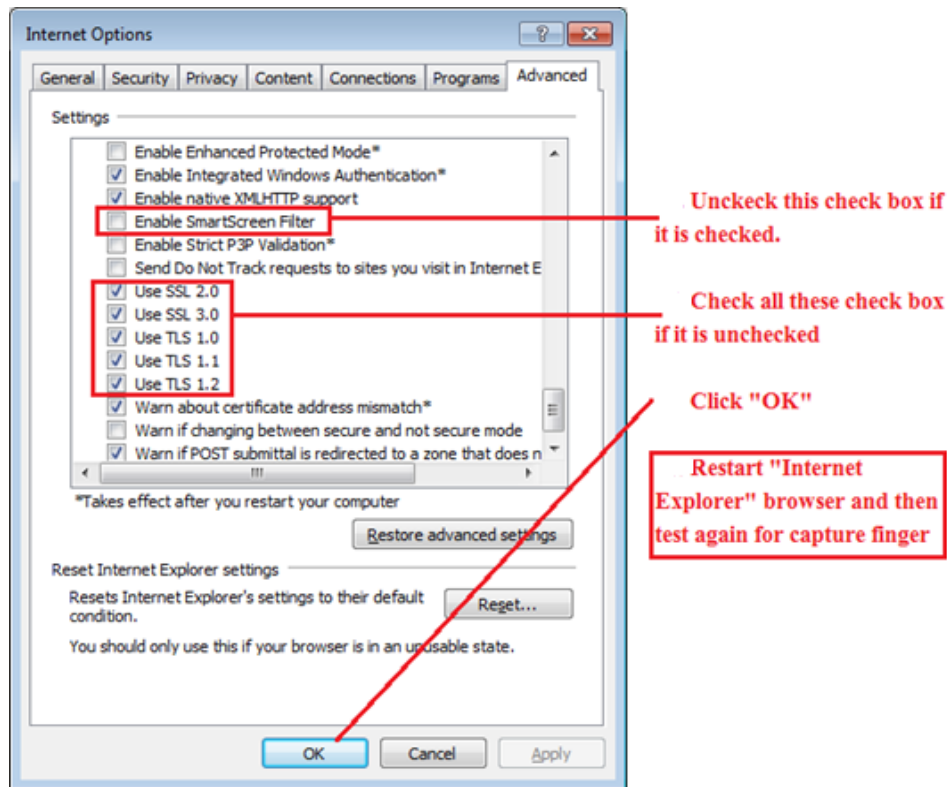 Internet Options
General Security Privacy Content Connections Programs Advanced
Settings
Enable Enhanced Protected Mode*
Enable Integrated Windows Authentication*
Enable native XMLHTTP support
Enable SmartScreen Filter
Enable Strict P3P Validation*
Send Do Not Track requests to sites you visit in Internet E
Use SSL 2.0
Use SSL 3.0
Use TLS 1.0
Use TLS 1.1
Use TLS 1.2
Warn about certificate address mismatch*
Warn if changing between secure and not secure mode
Warn if POST submittal is redirected to a zone that does n
*Takes effect after you restart your computer
Restore advanced settings
Reset Internet Explorer settings
Resets Internet Explorer's settings to their default
condition.
Reset...
You should only use this if your browser is in an unusable state.
OK Cancel Apply
Unckeck this check box if
it is checked.
Check all these check box
if it is unchecked
Click "OK"
Restart "Internet
Explorer" browser and then
test again for capture finger